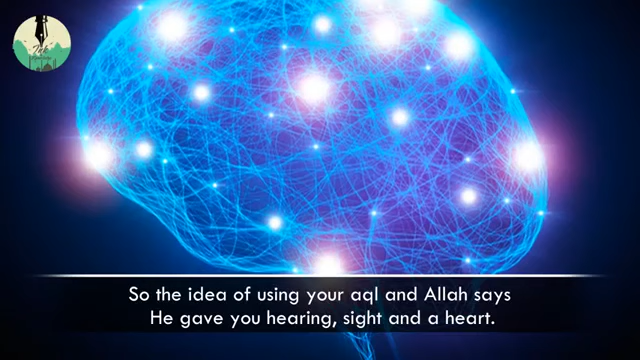 So the idea of using your aql and Allah says
He gave you hearing, sight and a heart.